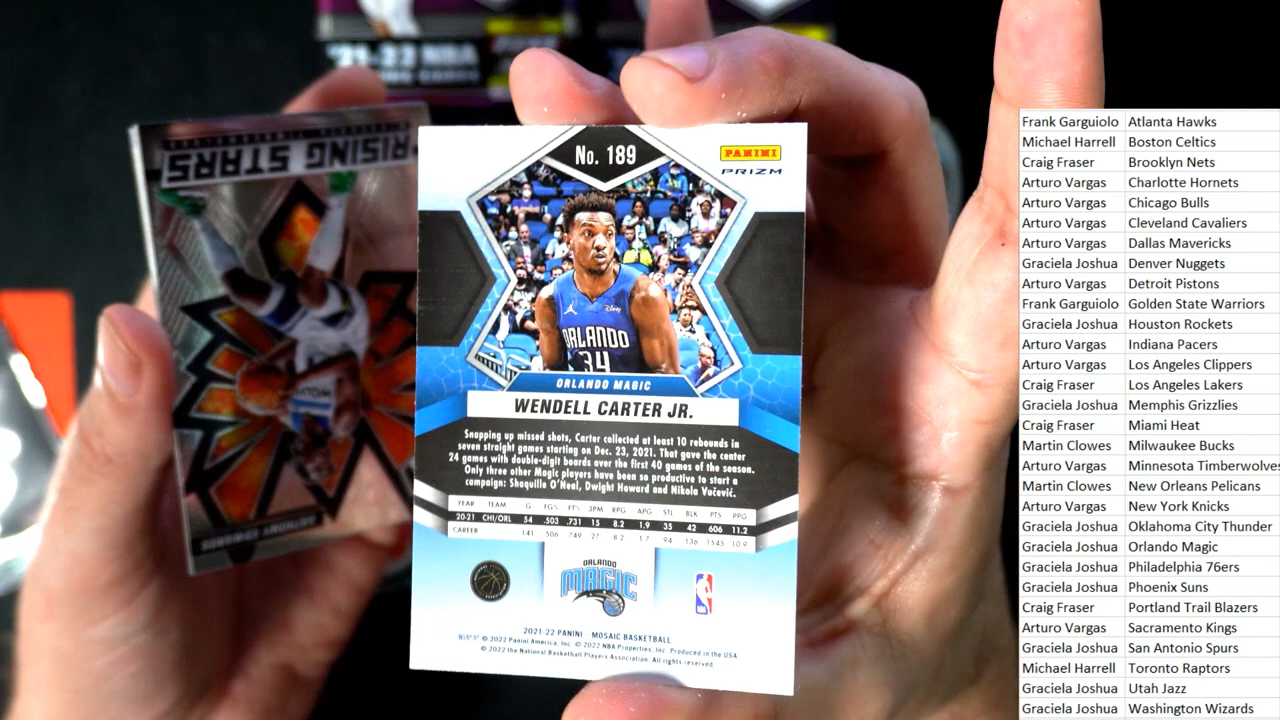 '21-22 NBA
RISING STARS
No. 189
PANINI
PRIZM
ORLANDO
34
ORLANDO MAGIC
WENDELL CARTER JR.
Snapping up missed shots, Carter collected at least 10 rebounds in
seven straight games starting on Dec. 23, 2021. That gave the center
24 games with double-digit boards over the first 40 games of the season.
Only three other Magic players have been so productive to start a
campaign: Shaquille O'Neal, Dwight Howard and Nikola Vučević.
YEAR TEAM G FG% FT% 3PM RPG APG STL BLK PTS PPG
20-21 CHI/ORL 54 .503 .731 15 8.2 1.9 35 42 606 11.2
CAREER 141 .506 .749 27 8.2 1.7 94 136 1545 10.9
ORLANDO
MAGIC
NBA
2021-22 PANINI - MOSAIC BASKETBALL
© 2022 Panini America, Inc. © 2022 NBA Properties, Inc. Produced in the USA.
© 2022 the National Basketball Players Association. All rights reserved
Frank Garguiolo Atlanta Hawks
Michael Harrell Boston Celtics
Craig Fraser Brooklyn Nets
Arturo Vargas Charlotte Hornets
Arturo Vargas Chicago Bulls
Arturo Vargas Cleveland Cavaliers
Arturo Vargas Dallas Mavericks
Graciela Joshua Denver Nuggets
Arturo Vargas Detroit Pistons
Frank Garguiolo Golden State Warriors
Graciela Joshua Houston Rockets
Arturo Vargas Indiana Pacers
Arturo Vargas Los Angeles Clippers
Craig Fraser Los Angeles Lakers
Graciela Joshua Memphis Grizzlies
Craig Fraser Miami Heat
Martin Clowes Milwaukee Bucks
Arturo Vargas Minnesota Timberwolves
Martin Clowes New Orleans Pelicans
Arturo Vargas New York Knicks
Graciela Joshua Oklahoma City Thunder
Graciela Joshua Orlando Magic
Graciela Joshua Philadelphia 76ers
Graciela Joshua Phoenix Suns
Craig Fraser Portland Trail Blazers
Arturo Vargas Sacramento Kings
Graciela Joshua San Antonio Spurs
Michael Harrell Toronto Raptors
Graciela Joshua Utah Jazz
Graciela Joshua Washington Wizards